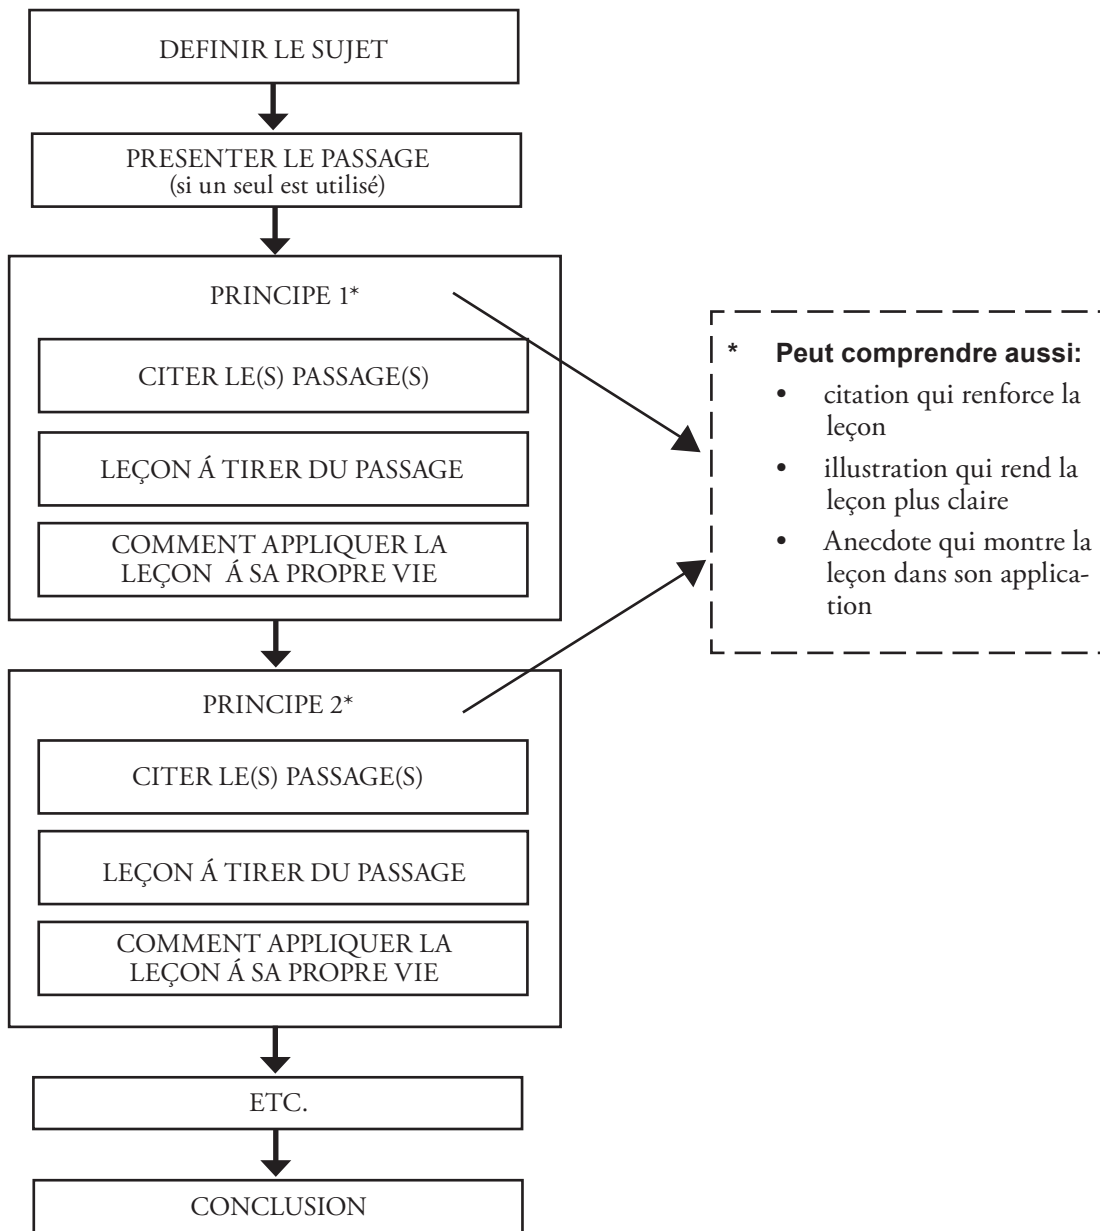 DEFINIR LE SUJET
PRESENTER LE PASSAGE
(si un seul est utilisé)
PRINCIPE 1*
CITER LE(S) PASSAGE(S)
LEÇON Á TIRER DU PASSAGE
COMMENT APPLIQUER LA
LEÇON Á SA PROPRE VIE
* Peut comprendre aussi:
• citation qui renforce la
leçon
• illustration qui rend la
leçon plus claire
• Anecdote qui montre la
leçon dans son applica-
tion
PRINCIPE 2*
CITER LE(S) PASSAGE(S)
LEÇON Á TIRER DU PASSAGE
COMMENT APPLIQUER LA
LEÇON Á SA PROPRE VIE
ETC.
CONCLUSION